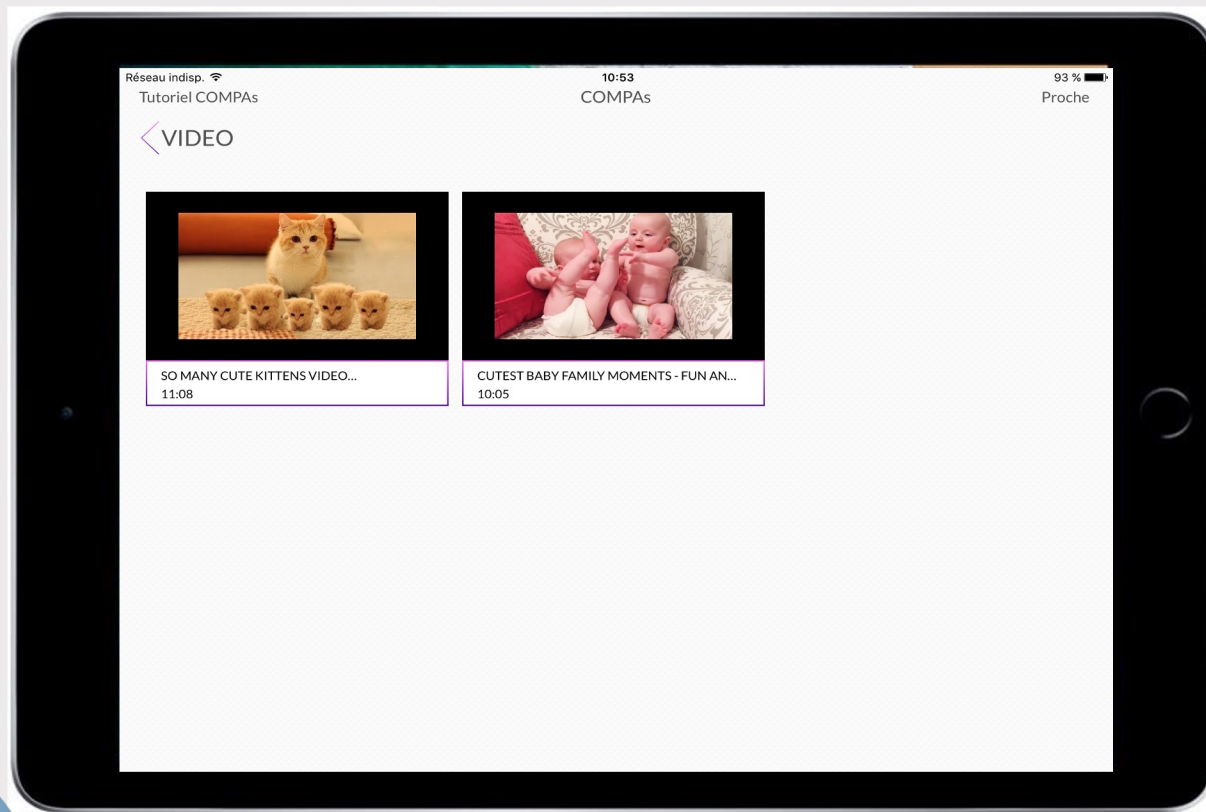 Réseau indisp. 10:53 93 %
Tutoriel COMPAs COMPAs Proche
VIDEO
SO MANY CUTE KITTENS VIDEO...
11:08
CUTEST BABY FAMILY MOMENTS - FUN AN...
10:05